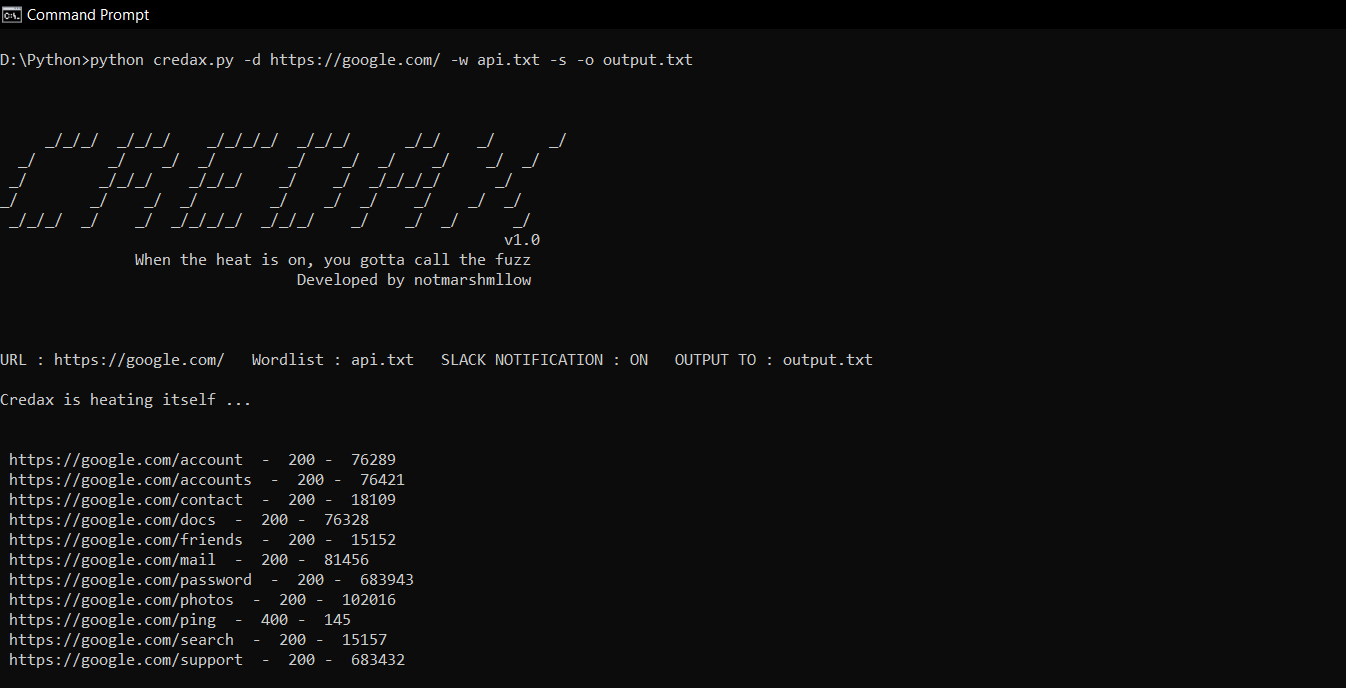 Command Prompt
D:\Python>python credax.py -d https://google.com/ -w api.txt -s -o output.txt
CREDAX
v1.0
When the heat is on, you gotta call the fuzz
Developed by notmarshmllow
URL : https://google.com/   Wordlist : api.txt   SLACK NOTIFICATION : ON   OUTPUT TO : output.txt
Credax is heating itself ...
https://google.com/account  -  200 -  76289
https://google.com/accounts  -  200 -  76421
https://google.com/contact  -  200 -  18109
https://google.com/docs  -  200 -  76328
https://google.com/friends  -  200 -  15152
https://google.com/mail  -  200 -  81456
https://google.com/password  -  200 -  683943
https://google.com/photos  -  200 -  102016
https://google.com/ping  -  400 -  145
https://google.com/search  -  200 -  15157
https://google.com/support  -  200 -  683432